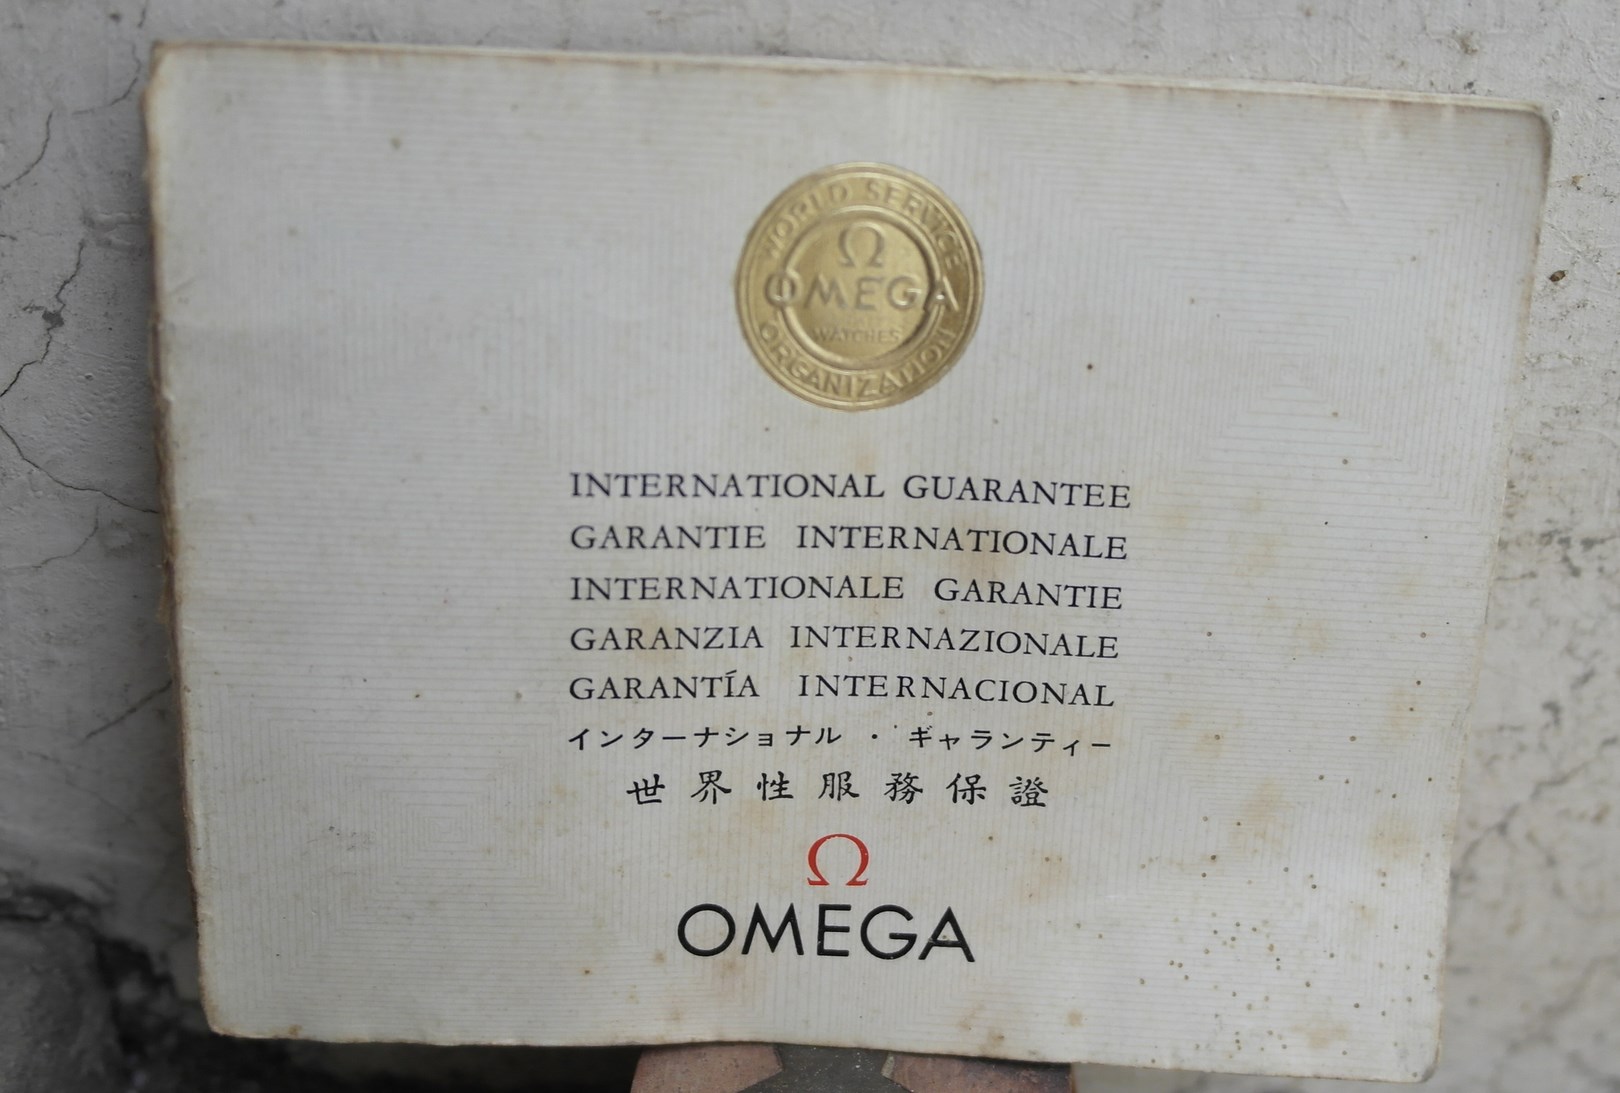 WORLD SERVICE
Ω
OMEGA
WATCHES
ORGANIZATION
INTERNATIONAL GUARANTEE
GARANTIE INTERNATIONALE
INTERNATIONALE GARANTIE
GARANZIA INTERNAZIONALE
GARANTÍA INTERNACIONAL
インターナショナル・ギャランティー
世界性服務保證
Ω
OMEGA